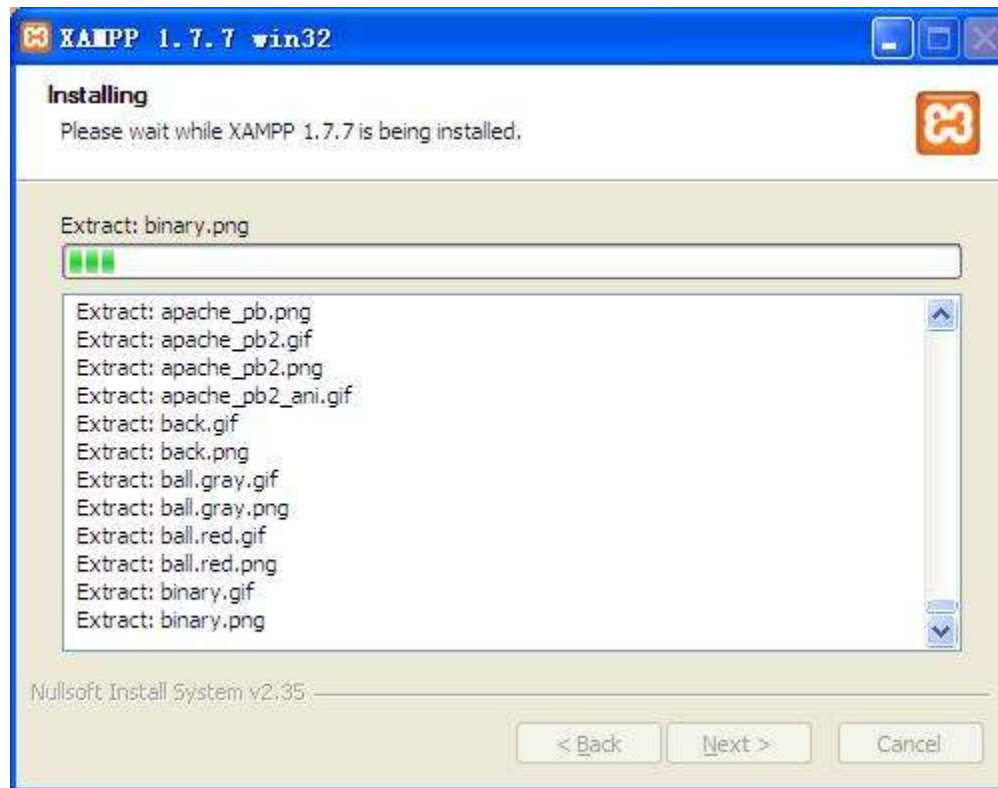 XAMPP 1.7.7 win32
Installing
Please wait while XAMPP 1.7.7 is being installed.
Extract: binary.png
Extract: apache_pb.png
Extract: apache_pb2.gif
Extract: apache_pb2.png
Extract: apache_pb2_ani.gif
Extract: back.gif
Extract: back.png
Extract: ball.gray.gif
Extract: ball.gray.png
Extract: ball.red.gif
Extract: ball.red.png
Extract: binary.gif
Extract: binary.png
Nullsoft Install System v2.35
< Back Next > Cancel